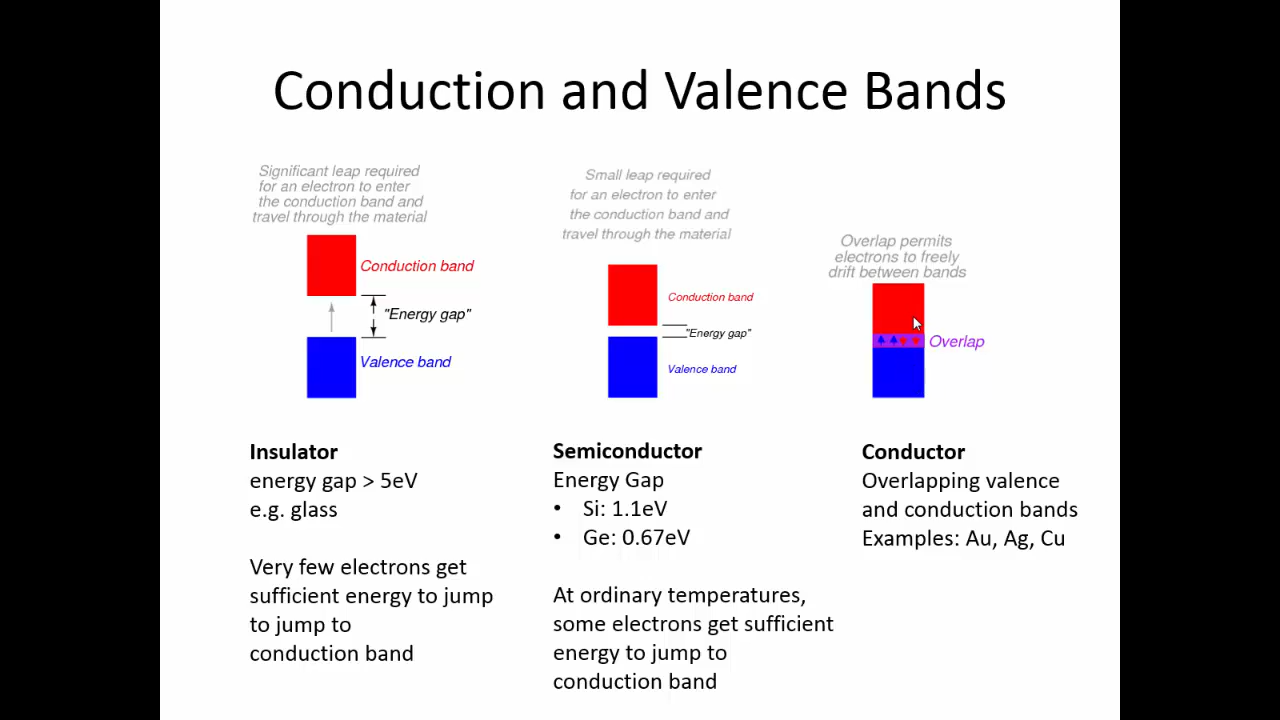 Conduction and Valence Bands
Significant leap required
for an electron to enter
the conduction band and
travel through the material
Conduction band
"Energy gap"
Valence band
Small leap required
for an electron to enter
the conduction band and
travel through the material
Conduction band
"Energy gap"
Valence band
Overlap permits
electrons to freely
drift between bands
Overlap
Insulator
energy gap > 5eV
e.g. glass
Very few electrons get
sufficient energy to jump
to jump to
conduction band
Semiconductor
Energy Gap
• Si: 1.1eV
• Ge: 0.67eV
At ordinary temperatures,
some electrons get sufficient
energy to jump to
conduction band
Conductor
Overlapping valence
and conduction bands
Examples: Au, Ag, Cu